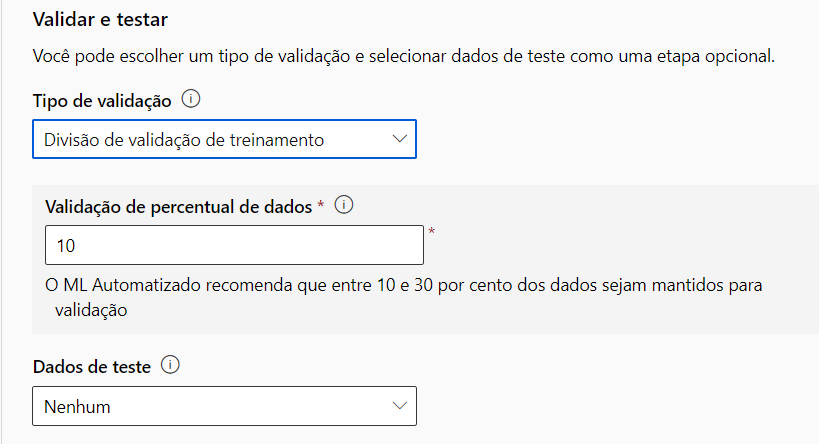 Validar e testar
Você pode escolher um tipo de validação e selecionar dados de teste como uma etapa opcional.
Tipo de validação
Divisão de validação de treinamento
Validação de percentual de dados *
10 *
O ML Automatizado recomenda que entre 10 e 30 por cento dos dados sejam mantidos para
validação
Dados de teste
Nenhum